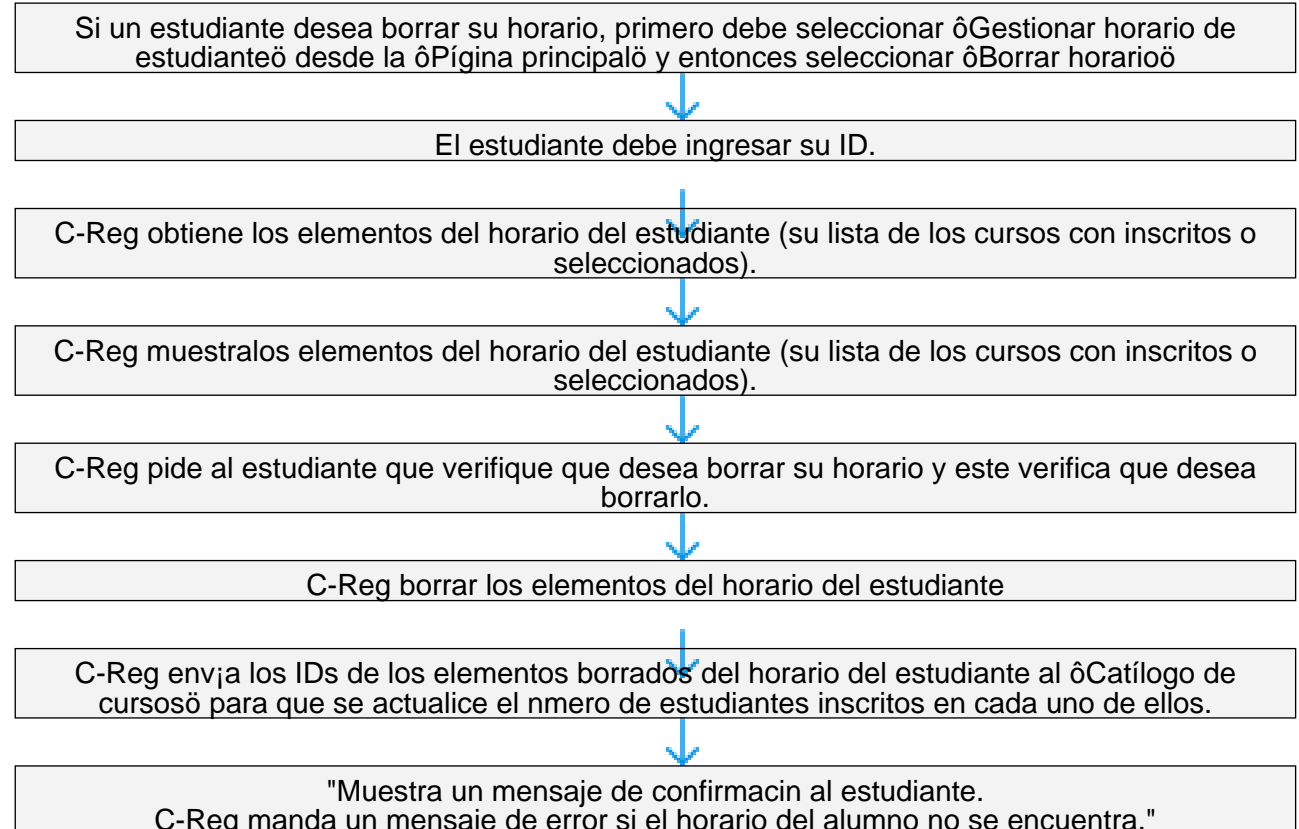 Si un estudiante desea borrar su horario, primero debe seleccionar ôGestionar horario de
estudianteö desde la ôPígina principalö y entonces seleccionar ôBorrar horarioö
El estudiante debe ingresar su ID.
C-Reg obtiene los elementos del horario del estudiante (su lista de los cursos con inscritos o
seleccionados).
C-Reg muestralos elementos del horario del estudiante (su lista de los cursos con inscritos o
seleccionados).
C-Reg pide al estudiante que verifique que desea borrar su horario y este verifica que desea
borrarlo.
C-Reg borrar los elementos del horario del estudiante
C-Reg env¡a los IDs de los elementos borrados del horario del estudiante al ôCatílogo de
cursosö para que se actualice el nmero de estudiantes inscritos en cada uno de ellos.
"Muestra un mensaje de confirmacin al estudiante.
C-Reg manda un mensaje de error si el horario del alumno no se encuentra."